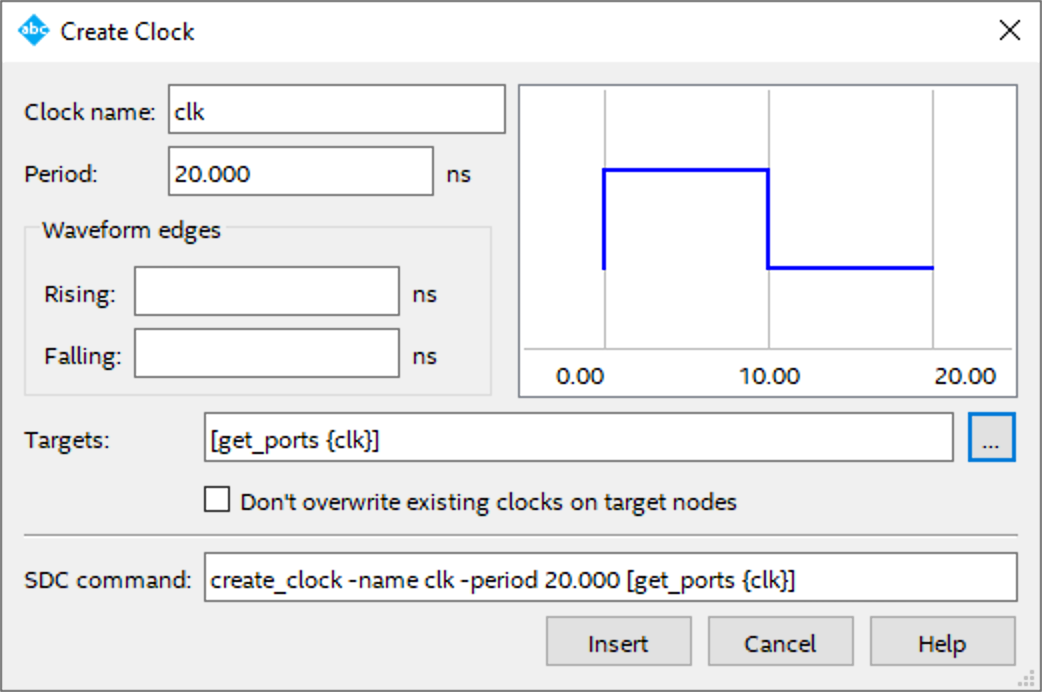 abc Create Clock
Clock name: clk
Period: 20.000 ns
Waveform edges
Rising: ns
Falling: ns
0.00 10.00 20.00
Targets: [get_ports {clk}] ...
Don't overwrite existing clocks on target nodes
SDC command: create_clock -name clk -period 20.000 [get_ports {clk}]
Insert Cancel Help